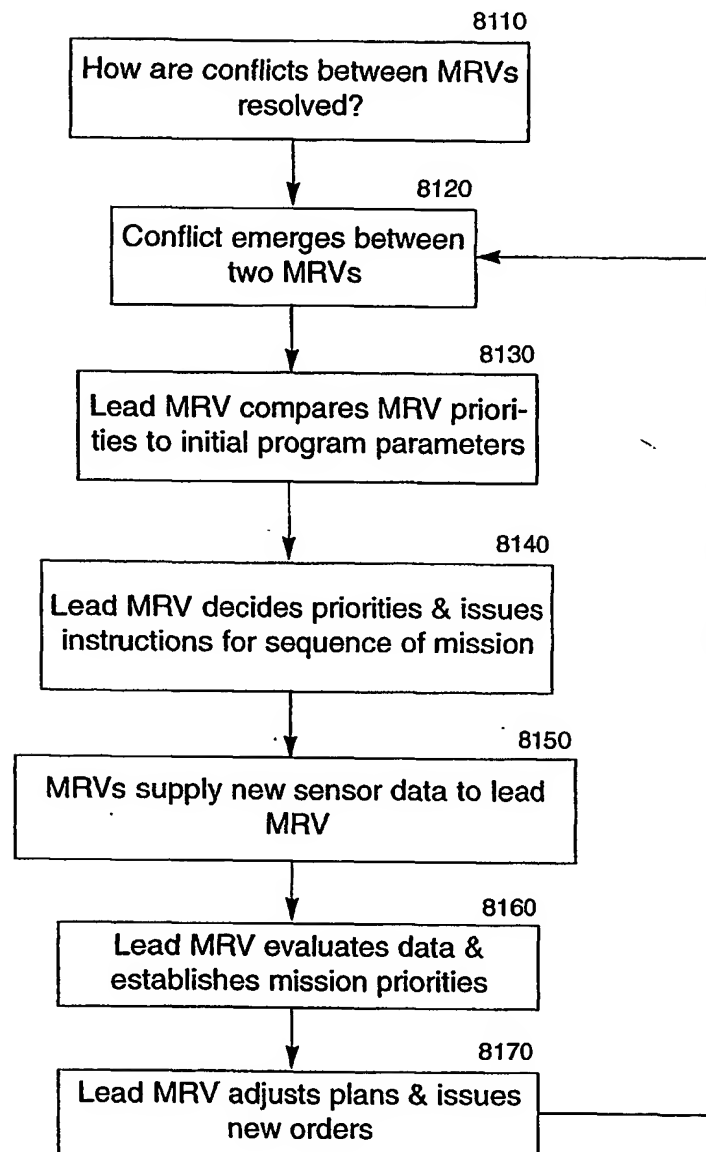 8110
How are conflicts between MRVs
resolved?
8120
Conflict emerges between
two MRVs
8130
Lead MRV compares MRV priori-
ties to initial program parameters
8140
Lead MRV decides priorities & issues
instructions for sequence of mission
8150
MRVs supply new sensor data to lead
MRV
8160
Lead MRV evaluates data &
establishes mission priorities
8170
Lead MRV adjusts plans & issues
new orders